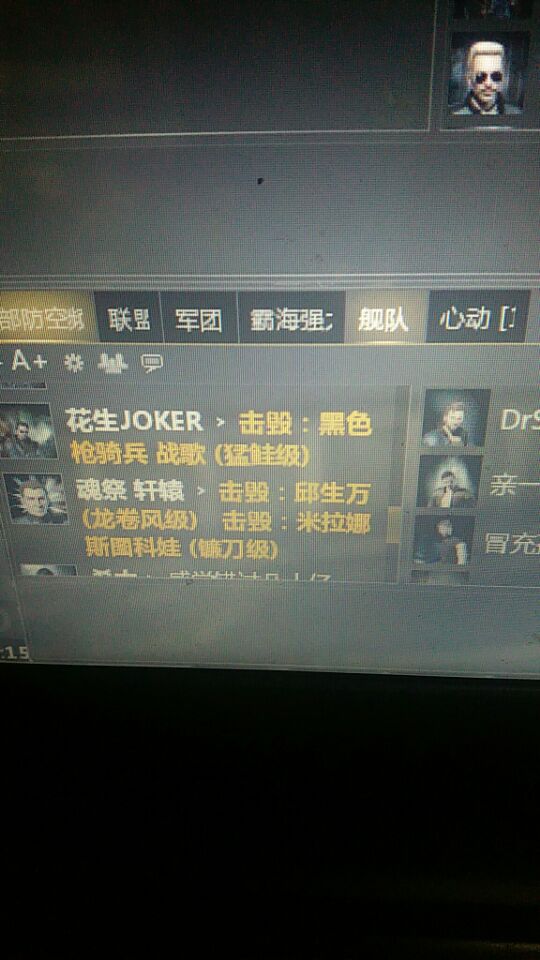 部防空频
联盟
军团
霸海强
舰队
心动 [
A+
花生JOKER > 击毁：黑色
枪骑兵 战歌 (猛鲑级)
魂祭 轩辕 > 击毁：邱生万
(龙卷风级) 击毁：米拉娜
斯圖科娃 (镰刀级)
DrS
亲一
冒充
:15